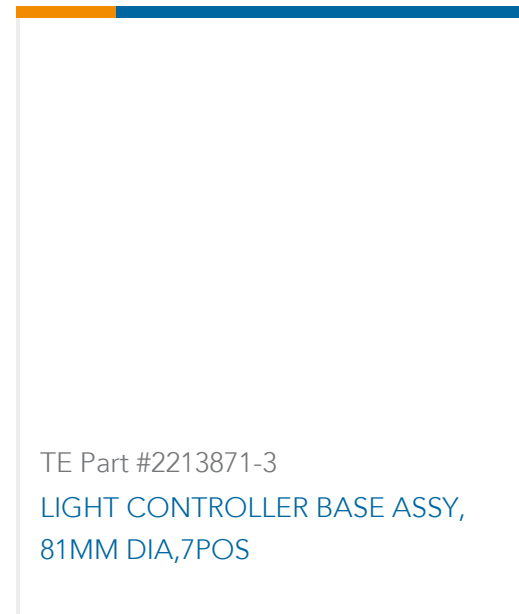 TE Part #2213871-3
LIGHT CONTROLLER BASE ASSY,
81MM DIA,7POS